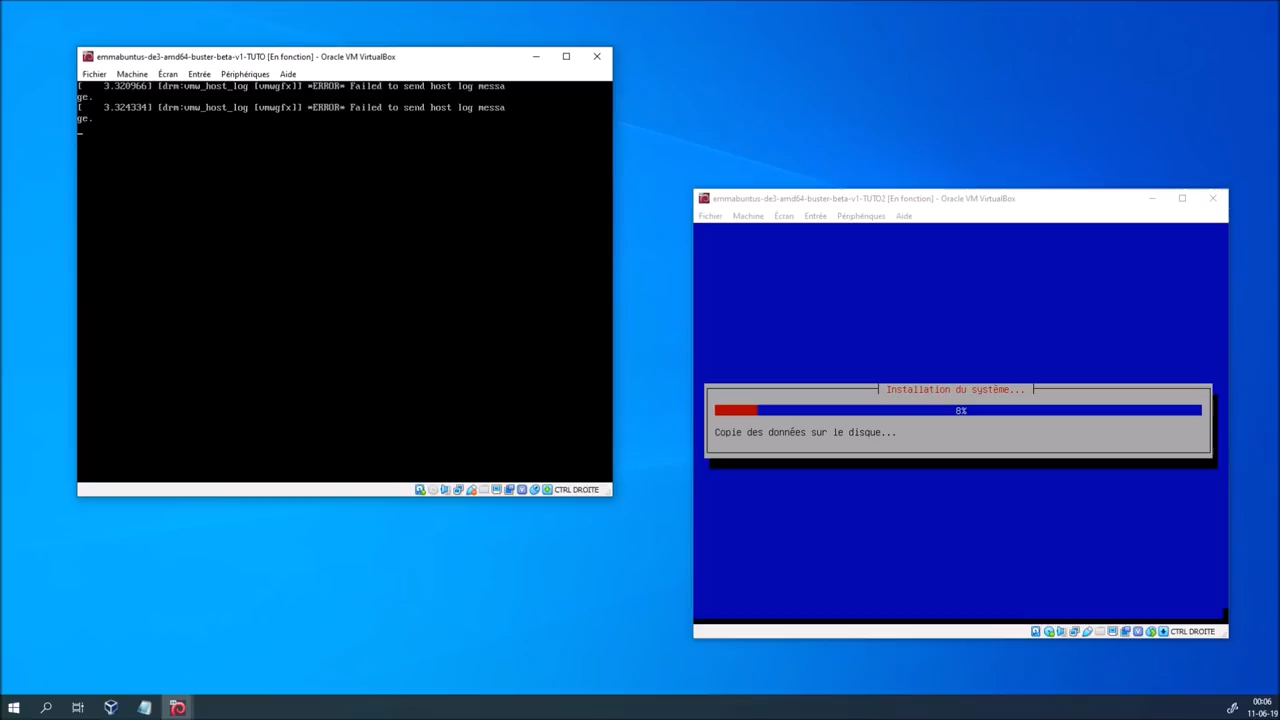 emmabuntus-de3-amd64-buster-beta-v1-TUTO [En fonction] - Oracle VM VirtualBox
Fichier Machine Écran Entrée Périphériques Aide
[    3.320966] [drm:vmw_host_log [vmwgfx]] *ERROR* Failed to send host log messa
ge.
[    3.324334] [drm:vmw_host_log [vmwgfx]] *ERROR* Failed to send host log messa
ge.
CTRL DROITE
emmabuntus-de3-amd64-buster-beta-v1-TUTO2 [En fonction] - Oracle VM VirtualBox
Fichier Machine Écran Entrée Périphériques Aide
Installation du système...
8%
Copie des données sur le disque...
CTRL DROITE
00:06
11-06-19